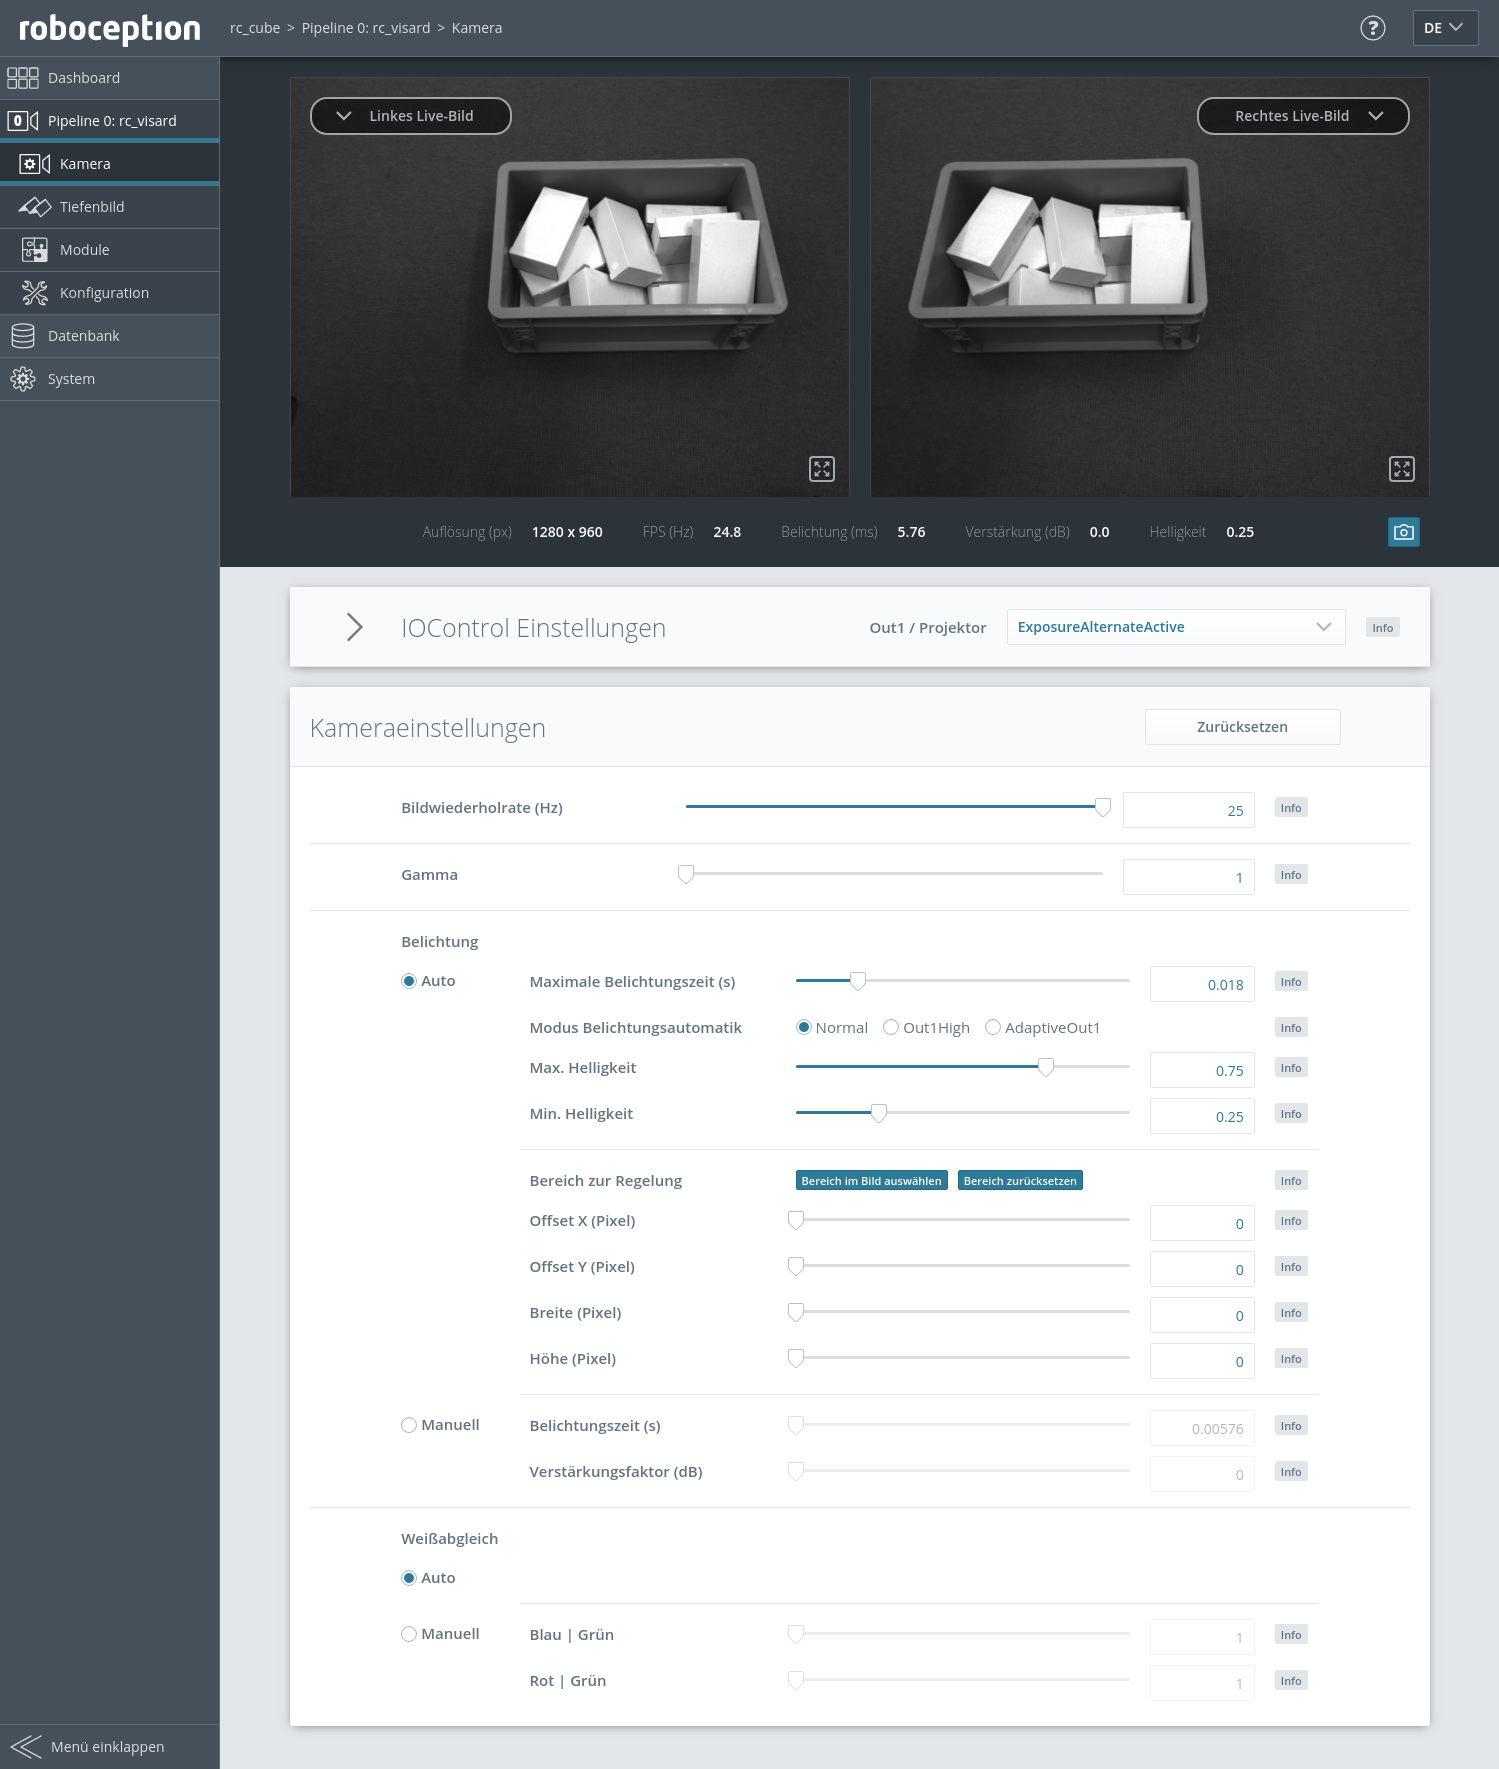 roboception
rc_cube > Pipeline 0: rc_visard > Kamera
?
DE
Dashboard
0 Pipeline 0: rc_visard
Kamera
Tiefenbild
Module
Konfiguration
Datenbank
System
Menü einklappen
Linkes Live-Bild
Rechtes Live-Bild
Auflösung (px) 1280 x 960 FPS (Hz) 24.8 Belichtung (ms) 5.76 Verstärkung (dB) 0.0 Helligkeit 0.25
IOControl Einstellungen Out1 / Projektor ExposureAlternateActive Info
Kameraeinstellungen Zurücksetzen
Bildwiederholrate (Hz) 25 Info
Gamma 1 Info
Belichtung
Auto Maximale Belichtungszeit (s) 0.018 Info
Modus Belichtungsautomatik Normal Out1High AdaptiveOut1 Info
Max. Helligkeit 0.75 Info
Min. Helligkeit 0.25 Info
Bereich zur Regelung Bereich im Bild auswählen Bereich zurücksetzen Info
Offset X (Pixel) 0 Info
Offset Y (Pixel) 0 Info
Breite (Pixel) 0 Info
Höhe (Pixel) 0 Info
Manuell Belichtungszeit (s) 0.00576 Info
Verstärkungsfaktor (dB) 0 Info
Weißabgleich
Auto
Manuell Blau | Grün 1 Info
Rot | Grün 1 Info